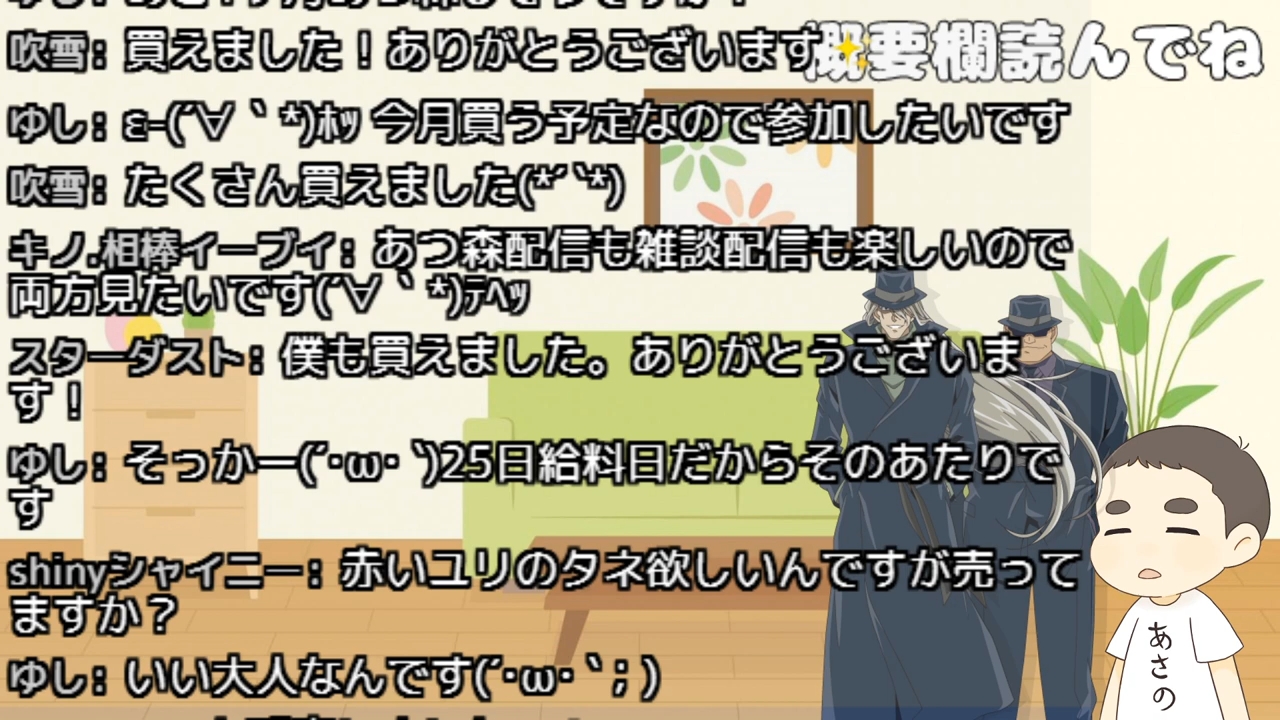 吹雪: 買えました！ありがとうございます✨
概要欄読んでね
ゆし: ε-(´∀｀*)ﾎｯ 今月買う予定なので参加したいです
吹雪: たくさん買えました(*´`*)
キノ.相棒イーブイ: あつ森配信も雑談配信も楽しいので
両方見たいです(´∀｀*)ﾃﾍｯ
スターダスト: 僕も買えました。ありがとうございま
す！
ゆし: そっかー(´･ω･`)25日給料日だからそのあたりで
す
shinyシャイニー: 赤いユリのタネ欲しいんですが売って
ますか？
ゆし: いい大人なんです(´･ω･`；)
あさの